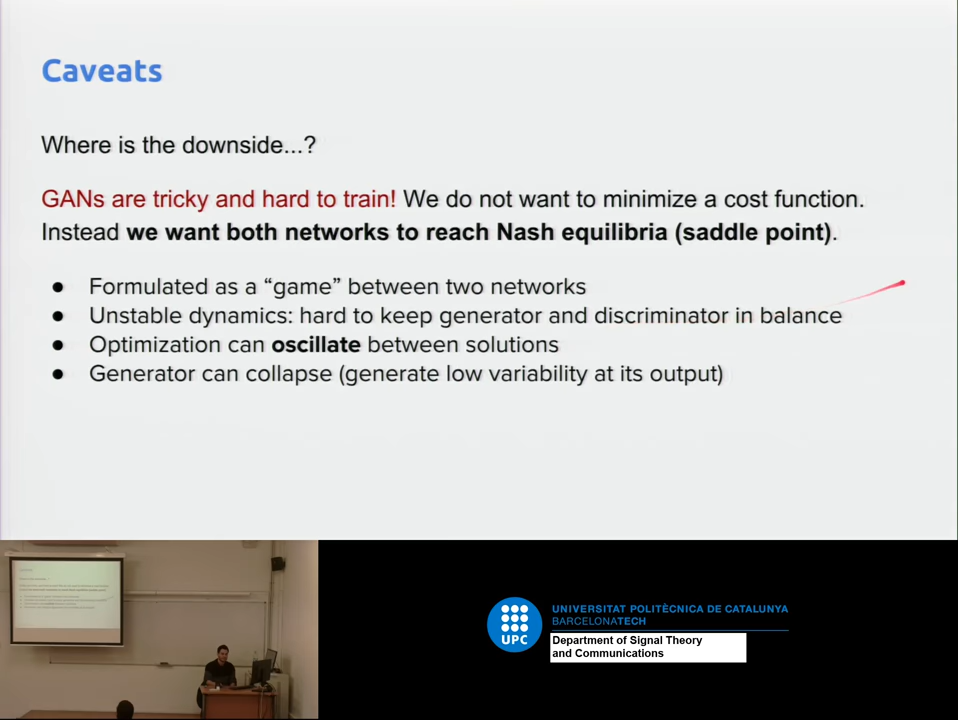 Caveats
Where is the downside...?
GANs are tricky and hard to train! We do not want to minimize a cost function.
Instead we want both networks to reach Nash equilibria (saddle point).
● Formulated as a “game” between two networks
● Unstable dynamics: hard to keep generator and discriminator in balance
● Optimization can oscillate between solutions
● Generator can collapse (generate low variability at its output)
UPC
UNIVERSITAT POLITÈCNICA DE CATALUNYA
BARCELONATECH
Department of Signal Theory
and Communications